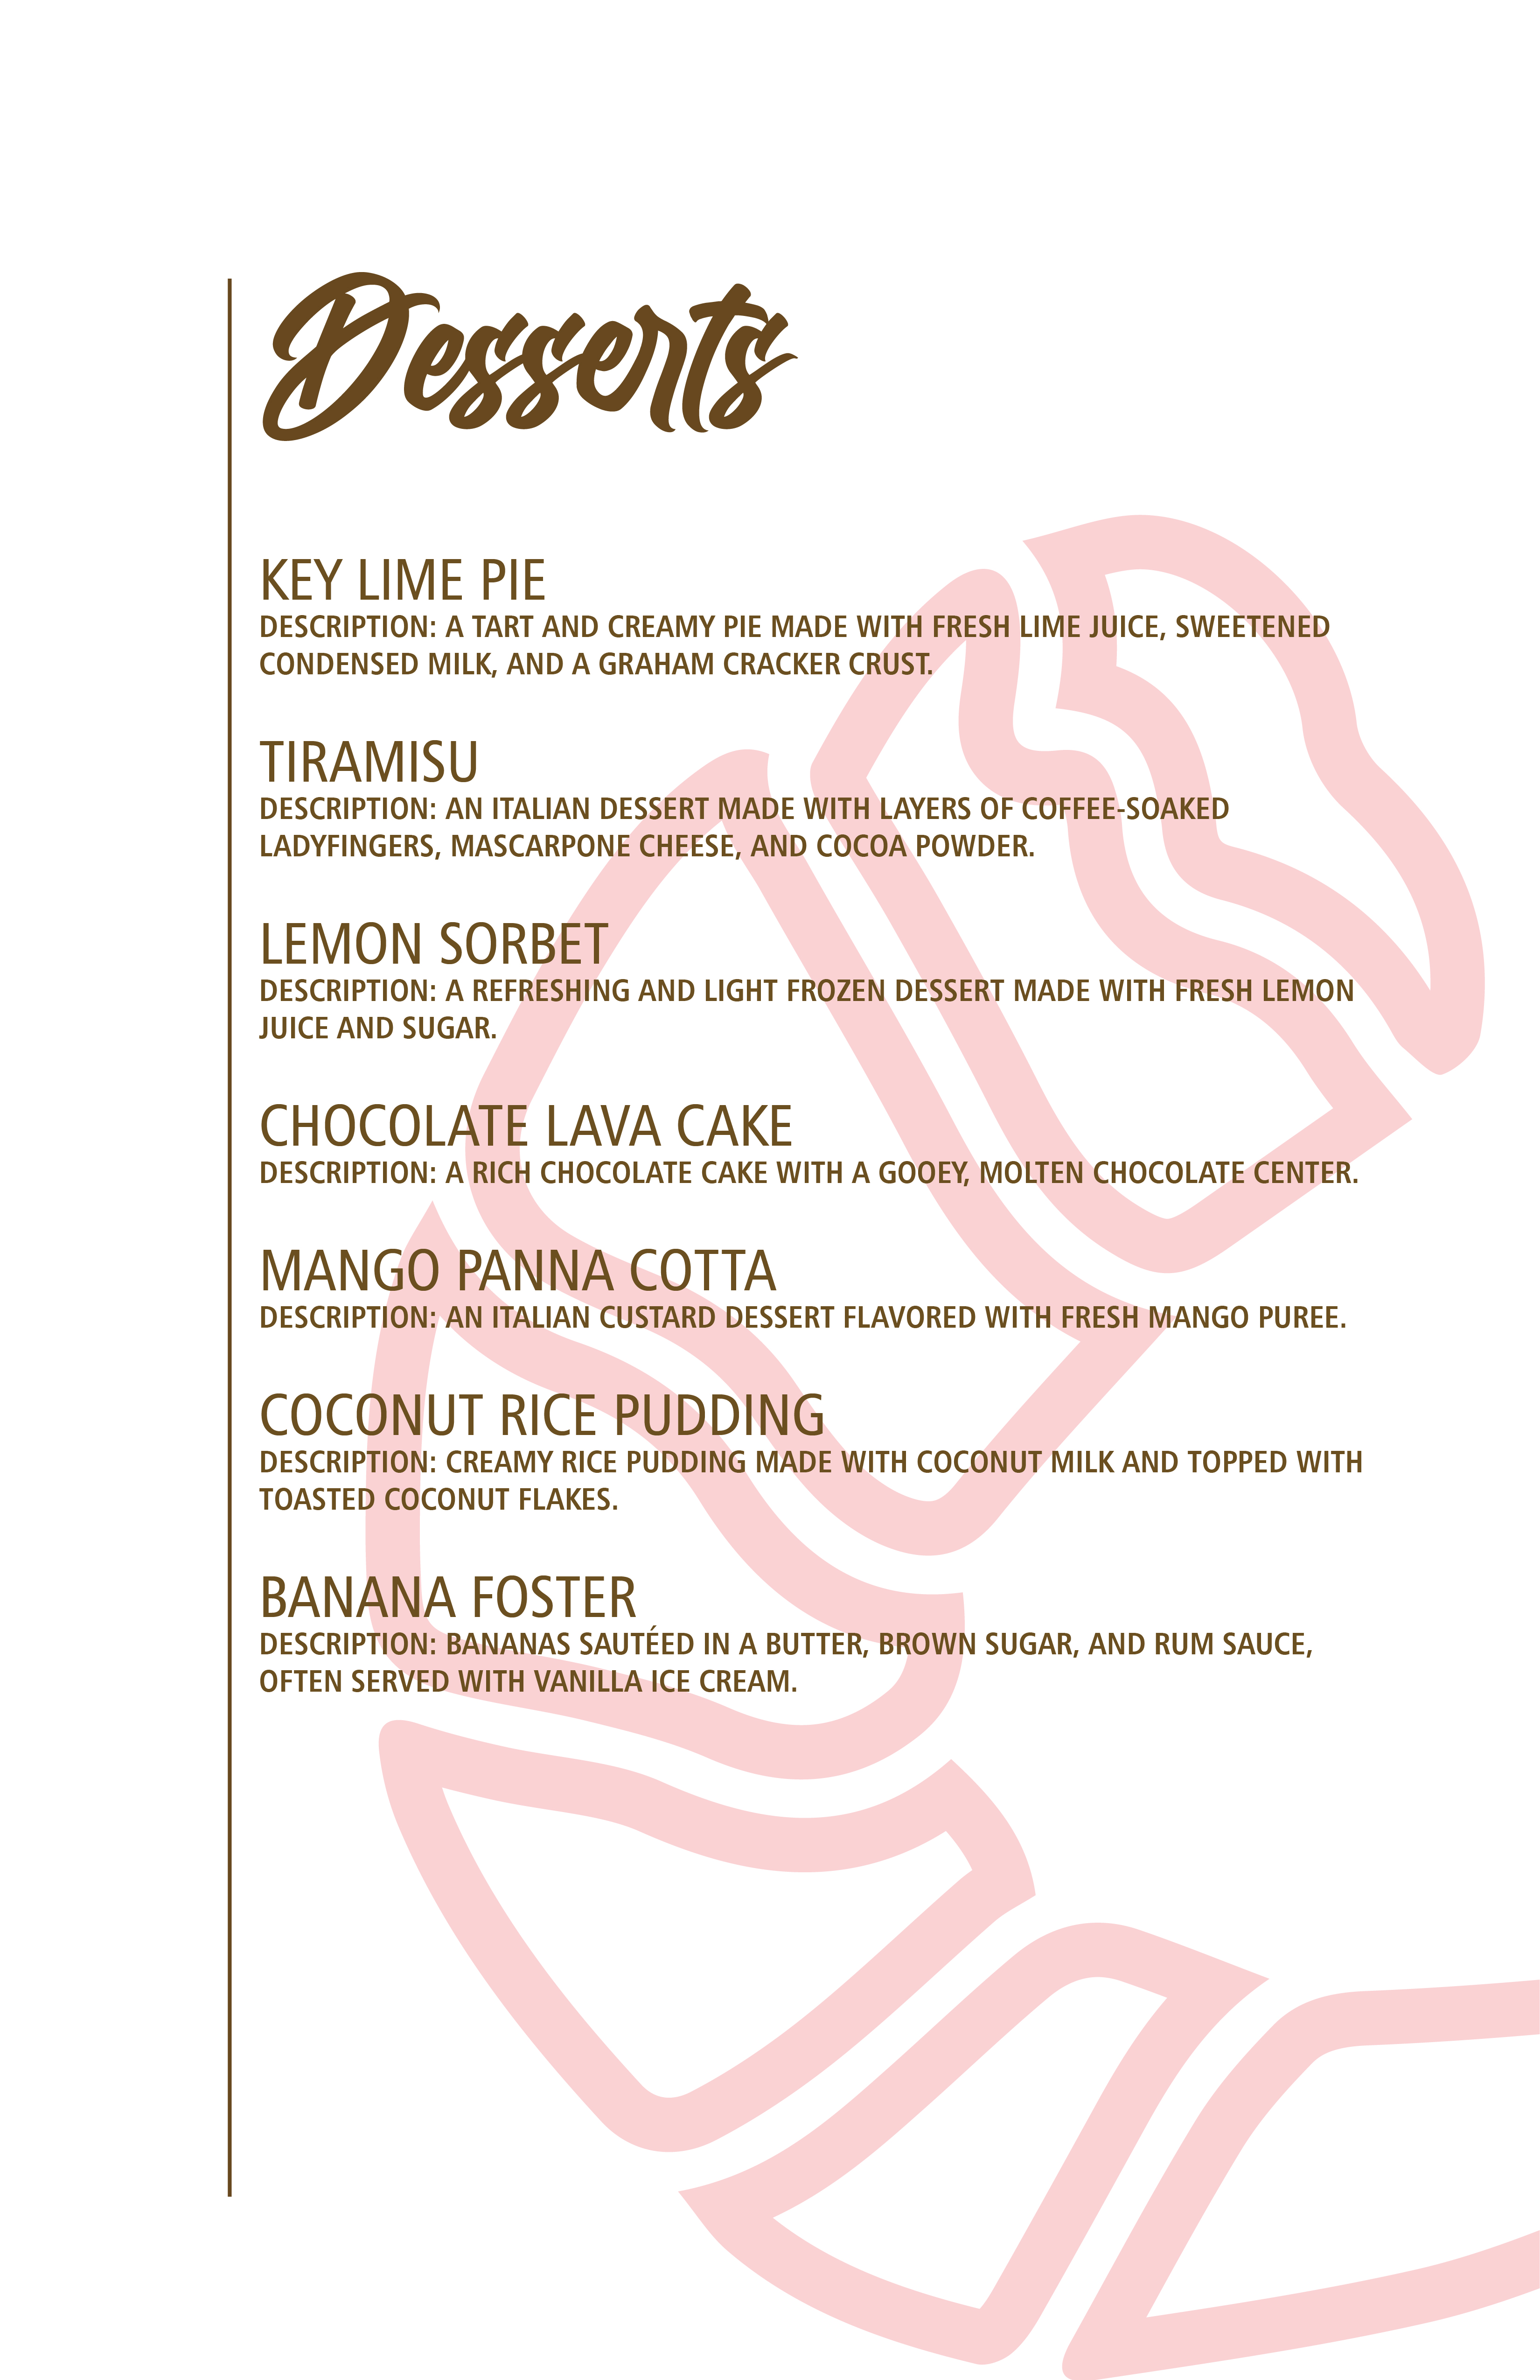 Desserts
KEY LIME PIE
DESCRIPTION: A TART AND CREAMY PIE MADE WITH FRESH LIME JUICE, SWEETENED
CONDENSED MILK, AND A GRAHAM CRACKER CRUST.
TIRAMISU
DESCRIPTION: AN ITALIAN DESSERT MADE WITH LAYERS OF COFFEE-SOAKED
LADYFINGERS, MASCARPONE CHEESE, AND COCOA POWDER.
LEMON SORBET
DESCRIPTION: A REFRESHING AND LIGHT FROZEN DESSERT MADE WITH FRESH LEMON
JUICE AND SUGAR.
CHOCOLATE LAVA CAKE
DESCRIPTION: A RICH CHOCOLATE CAKE WITH A GOOEY, MOLTEN CHOCOLATE CENTER.
MANGO PANNA COTTA
DESCRIPTION: AN ITALIAN CUSTARD DESSERT FLAVORED WITH FRESH MANGO PUREE.
COCONUT RICE PUDDING
DESCRIPTION: CREAMY RICE PUDDING MADE WITH COCONUT MILK AND TOPPED WITH
TOASTED COCONUT FLAKES.
BANANA FOSTER
DESCRIPTION: BANANAS SAUTÉED IN A BUTTER, BROWN SUGAR, AND RUM SAUCE,
OFTEN SERVED WITH VANILLA ICE CREAM.